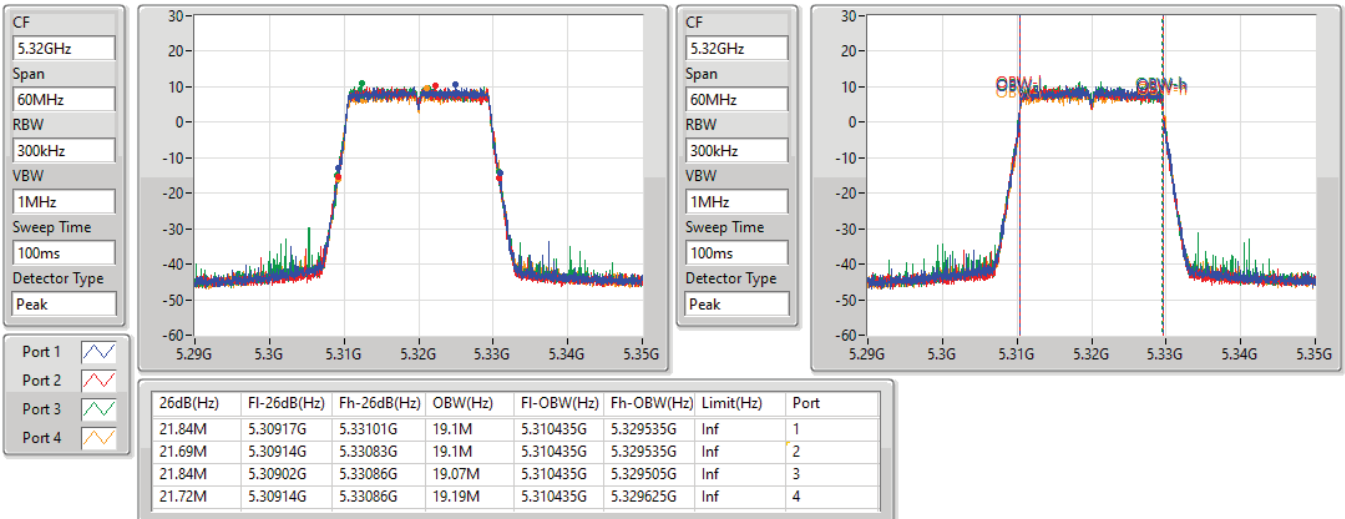 CF
5.32GHz
Span
60MHz
RBW
300kHz
VBW
1MHz
Sweep Time
100ms
Detector Type
Peak
Port 1
Port 2
Port 3
Port 4
30
20
10
0
-10
-20
-30
-40
-50
-60
5.29G 5.3G 5.31G 5.32G 5.33G 5.34G 5.35G
CF
5.32GHz
Span
60MHz
RBW
300kHz
VBW
1MHz
Sweep Time
100ms
Detector Type
Peak
30
20
10
0
-10
-20
-30
-40
-50
-60
OBW-l OBW-h
5.29G 5.3G 5.31G 5.32G 5.33G 5.34G 5.35G
26dB(Hz) Fl-26dB(Hz) Fh-26dB(Hz) OBW(Hz) Fl-OBW(Hz) Fh-OBW(Hz) Limit(Hz) Port
21.84M 5.30917G 5.33101G 19.1M 5.310435G 5.329535G Inf 1
21.69M 5.30914G 5.33083G 19.1M 5.310435G 5.329535G Inf 2
21.84M 5.30902G 5.33086G 19.07M 5.310435G 5.329505G Inf 3
21.72M 5.30914G 5.33086G 19.19M 5.310435G 5.329625G Inf 4